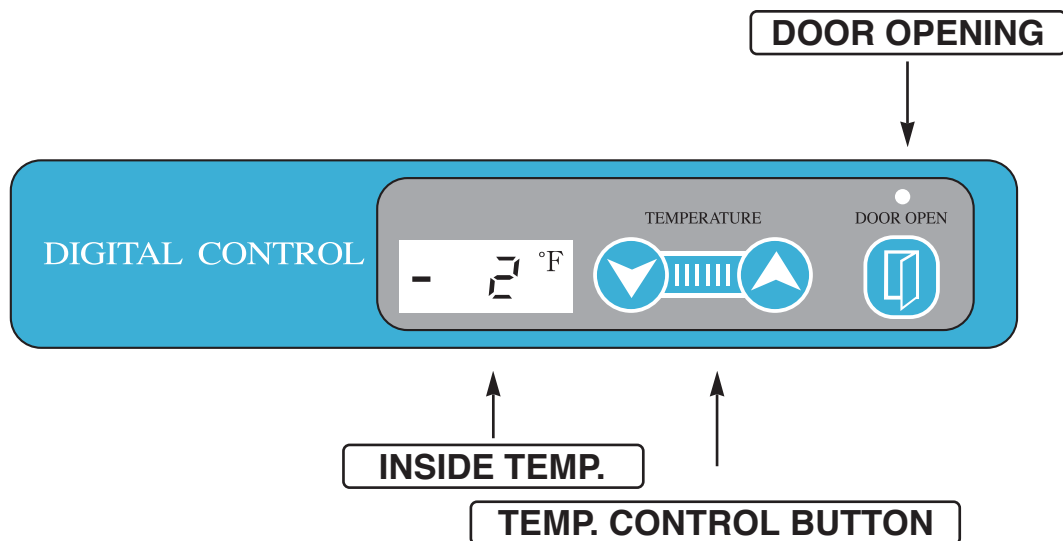 DOOR OPENING
TEMPERATURE
DOOR OPEN
DIGITAL CONTROL
- 2 °F
INSIDE TEMP.
TEMP. CONTROL BUTTON